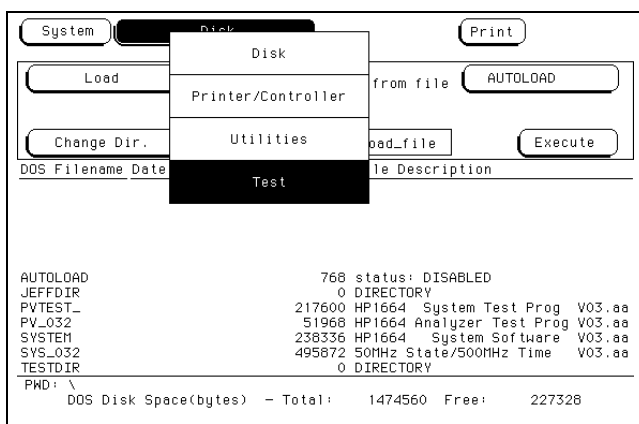 System Disk Print
Disk
Load from file AUTOLOAD
Printer/Controller
Change Dir. Utilities oad_file Execute
DOS Filename Date le Description
Test
AUTOLOAD 768 status: DISABLED
JEFFDIR 0 DIRECTORY
PVTEST_ 217600 HP1664 System Test Prog V03.aa
PV_032 51968 HP1664 Analyzer Test Prog V03.aa
SYSTEM 238336 HP1664 System Software V03.aa
SYS_032 495872 50MHz State/500MHz Time V03.aa
TESTDIR 0 DIRECTORY
PWD: \
DOS Disk Space(bytes) - Total: 1474560 Free: 227328